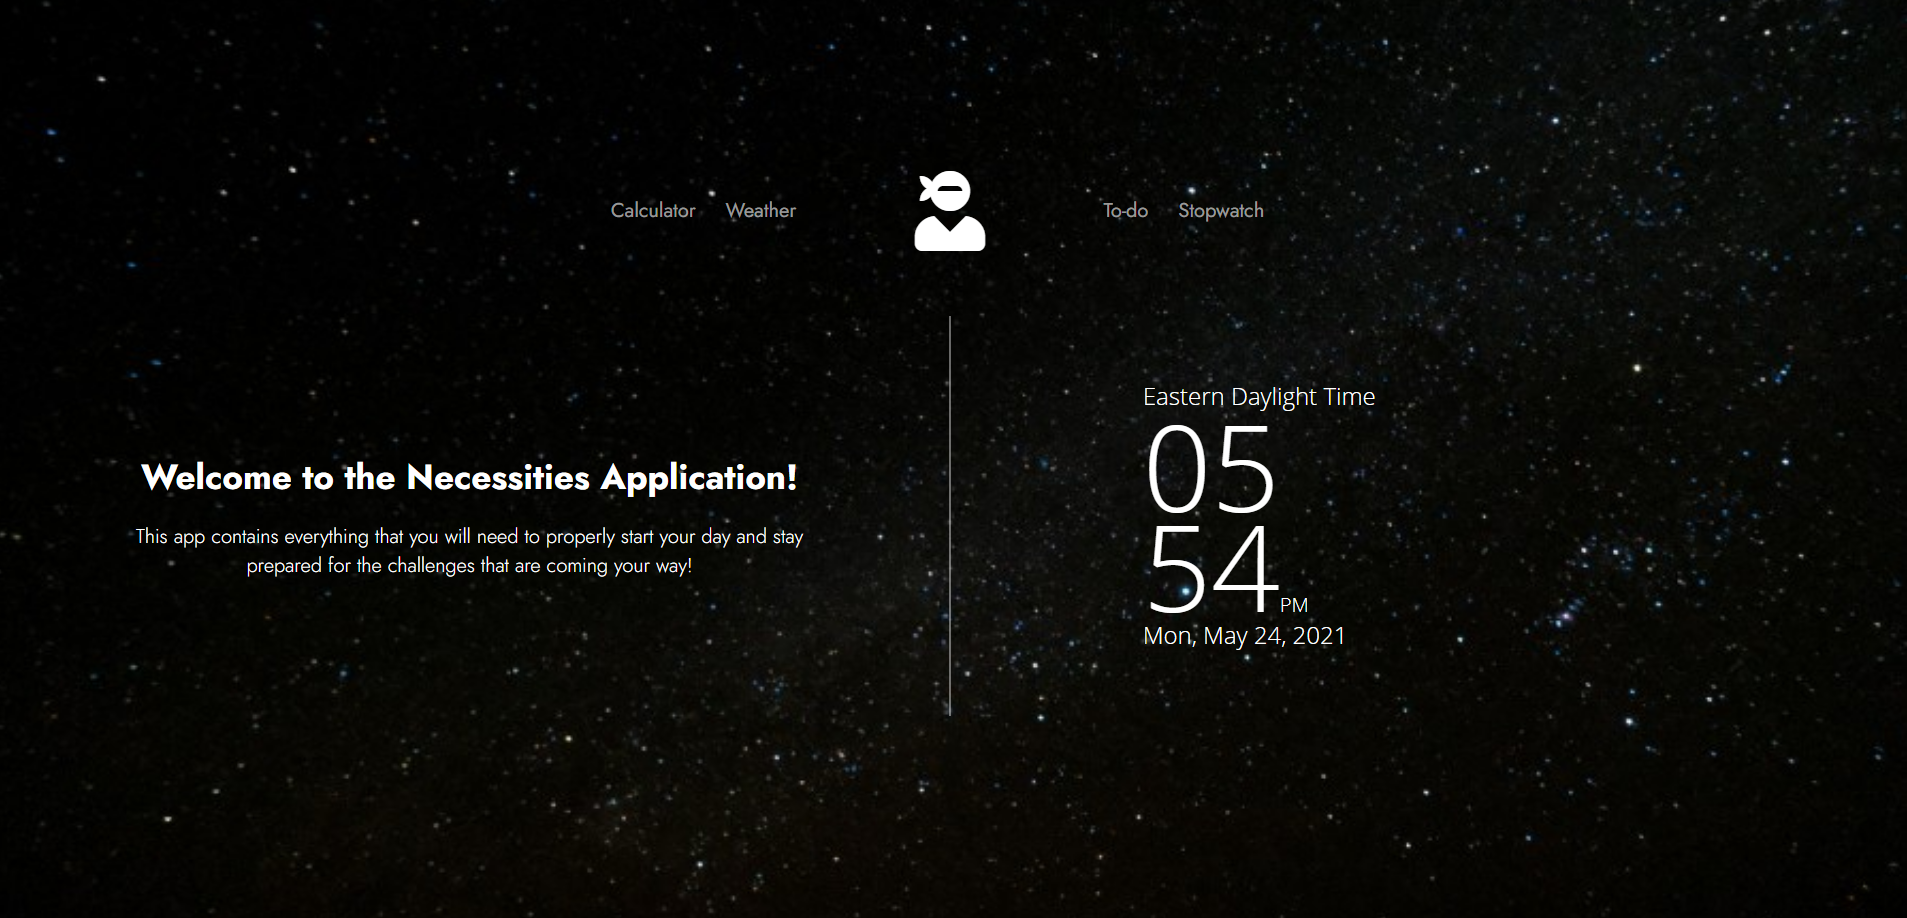 Calculator Weather To-do Stopwatch
Welcome to the Necessities Application!
This app contains everything that you will need to properly start your day and stay
prepared for the challenges that are coming your way!
Eastern Daylight Time
05
54 PM
Mon, May 24, 2021